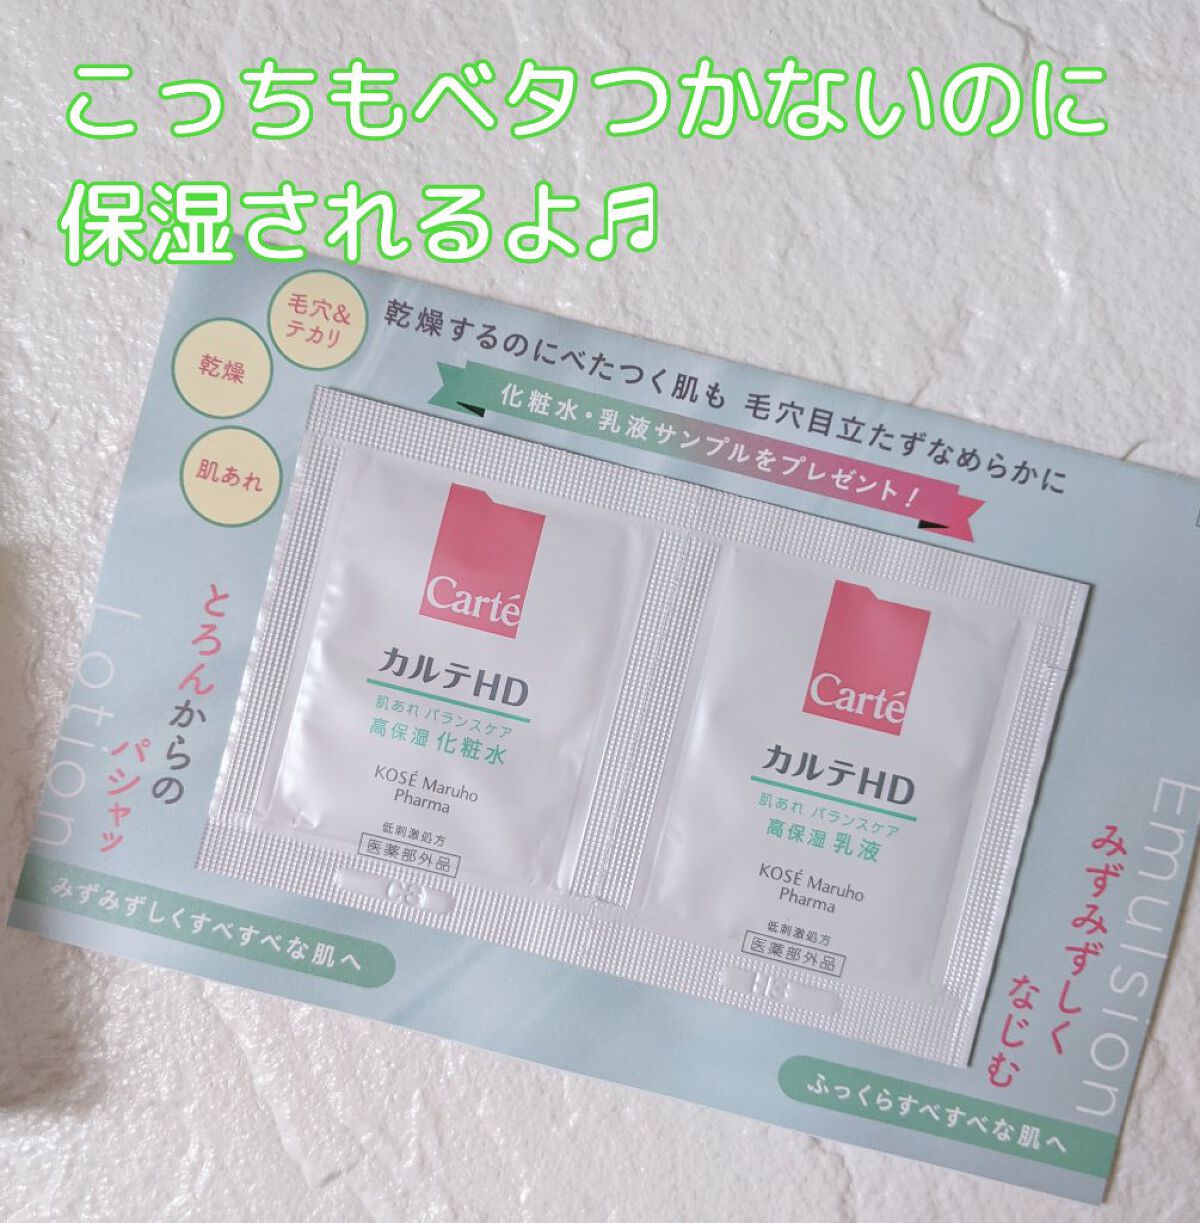 こっちもベタつかないのに
保湿されるよ♬
毛穴&
テカリ
乾燥
肌あれ
乾燥するのにべたつく肌も 毛穴目立たずなめらかに
化粧水・乳液サンプルをプレゼント!
Lotion
とろんからの
パシャッ
みずみずしくすべすべな肌へ
Carté
カルテHD
肌あれ バランスケア
高保湿 化粧水
KOSÉ Maruho
Pharma
低刺激処方
医薬部外品
Carté
カルテHD
肌あれ バランスケア
高保湿 乳液
KOSÉ Maruho
Pharma
低刺激処方
医薬部外品
Emulsion
みずみずしく
なじむ
ふっくらすべすべな肌へ